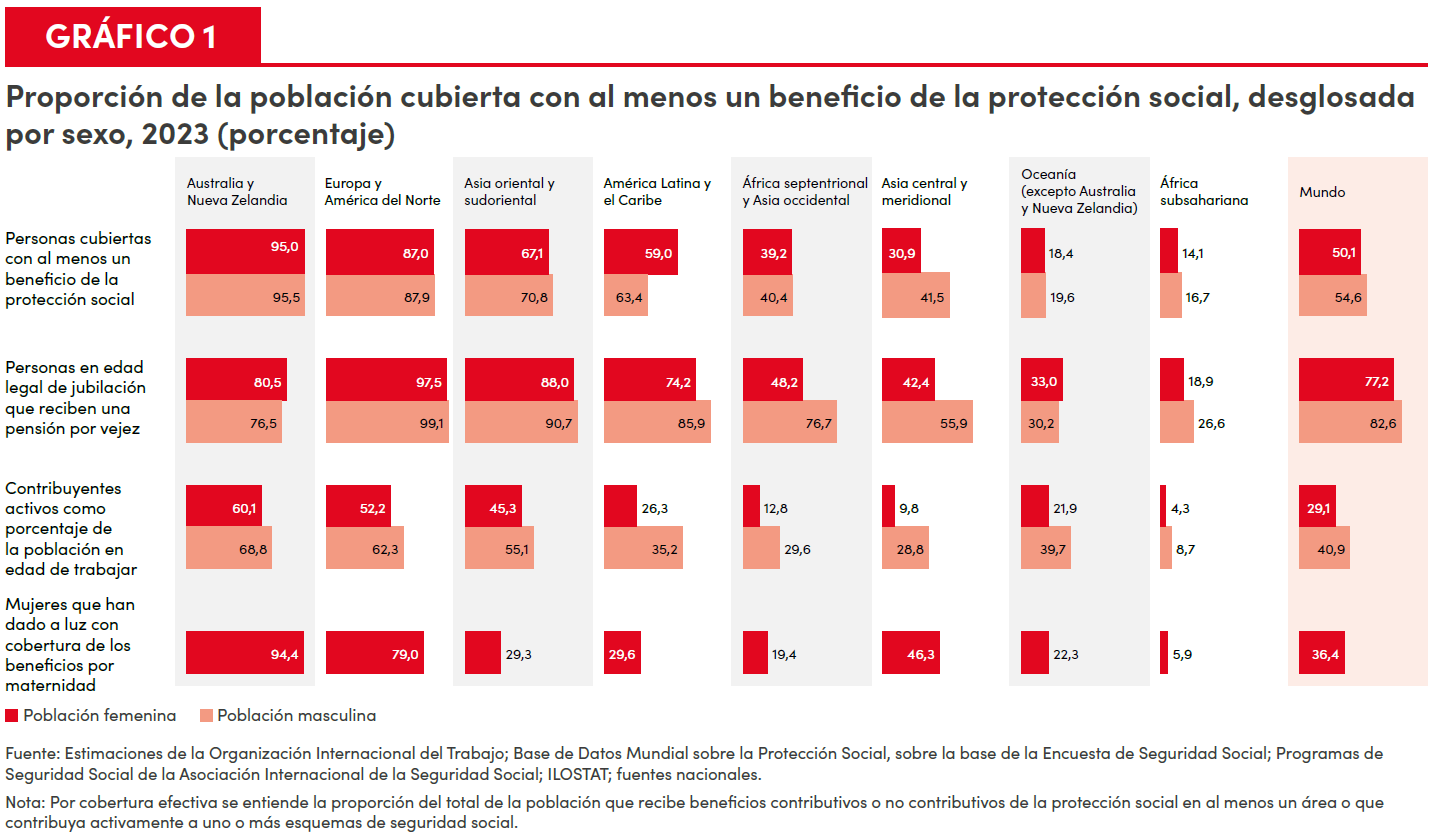 GRÁFICO 1
Proporción de la población cubierta con al menos un beneficio de la protección social, desglosada
por sexo, 2023 (porcentaje)
Australia y
Nueva Zelandia
Europa y
América del Norte
Asia oriental y
sudoriental
América Latina y
el Caribe
África septentrional
y Asia occidental
Asia central y
meridional
Oceanía
(excepto Australia
y Nueva Zelandia)
África
subsahariana
Mundo
Personas cubiertas
con al menos un
beneficio de la
protección social
95,0
87,0
67,1
59,0
39,2
30,9
18,4
14,1
50,1
95,5
87,9
70,8
63,4
40,4
41,5
19,6
16,7
54,6
Personas en edad
legal de jubilación
que reciben una
pensión por vejez
80,5
97,5
88,0
74,2
48,2
42,4
33,0
18,9
77,2
76,5
99,1
90,7
85,9
76,7
55,9
30,2
26,6
82,6
Contribuyentes
activos como
porcentaje de
la población en
edad de trabajar
60,1
52,2
45,3
26,3
12,8
9,8
21,9
4,3
29,1
68,8
62,3
55,1
35,2
29,6
28,8
39,7
8,7
40,9
Mujeres que han
dado a luz con
cobertura de los
beneficios por
maternidad
94,4
79,0
29,3
29,6
19,4
46,3
22,3
5,9
36,4
Población femenina
Población masculina
Fuente: Estimaciones de la Organización Internacional del Trabajo; Base de Datos Mundial sobre la Protección Social, sobre la base de la Encuesta de Seguridad Social; Programas de
Seguridad Social de la Asociación Internacional de la Seguridad Social; ILOSTAT; fuentes nacionales.
Nota: Por cobertura efectiva se entiende la proporción del total de la población que recibe beneficios contributivos o no contributivos de la protección social en al menos un área o que
contribuya activamente a uno o más esquemas de seguridad social.